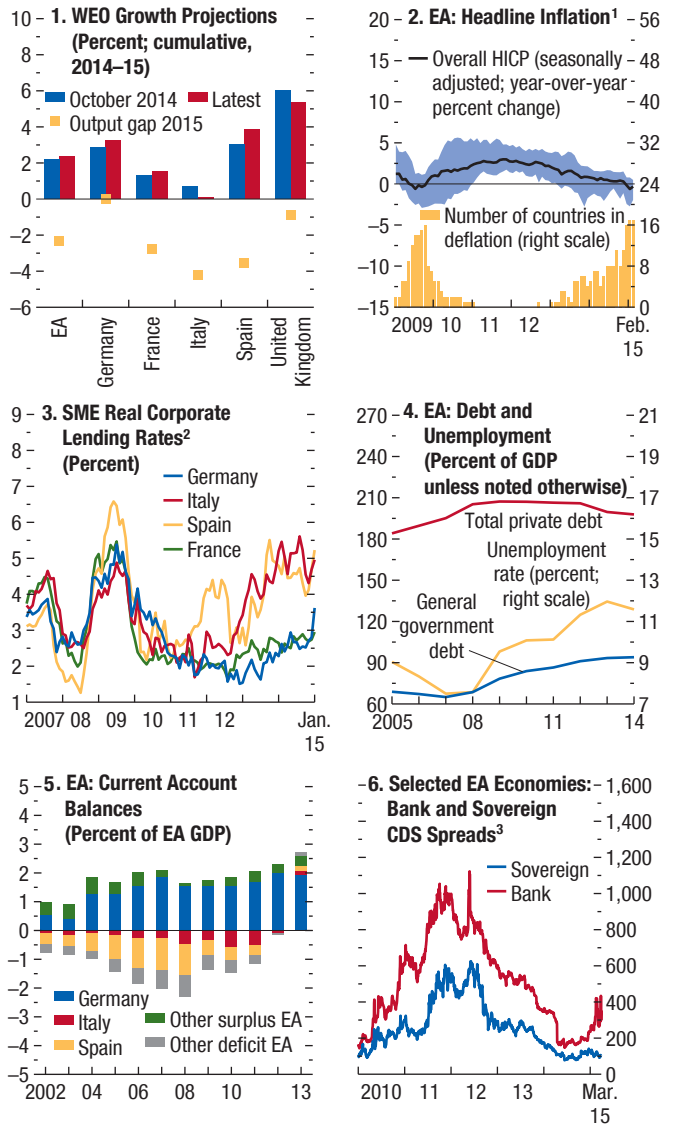 1. WEO Growth Projections
(Percent; cumulative,
2014–15)
October 2014 Latest
Output gap 2015
10
8
6
4
2
0
−2
−4
−6
EA
Germany
France
Italy
Spain
United
Kingdom
2. EA: Headline Inflation¹
Overall HICP (seasonally
adjusted; year-over-year
percent change)
Number of countries in
deflation (right scale)
20
15
10
5
0
−5
−10
−15
56
48
40
32
24
16
8
0
2009 10 11 12 Feb.
15
3. SME Real Corporate
Lending Rates²
(Percent)
Germany
Italy
Spain
France
9
8
7
6
5
4
3
2
1
2007 08 09 10 11 12 Jan.
15
4. EA: Debt and
Unemployment
(Percent of GDP
unless noted otherwise)
Total private debt
Unemployment
rate (percent;
right scale)
General
government
debt
270
240
210
180
150
120
90
60
21
19
17
15
13
11
9
7
2005 08 11 14
5. EA: Current Account
Balances
(Percent of EA GDP)
Germany
Italy
Spain
Other surplus EA
Other deficit EA
5
4
3
2
1
0
−1
−2
−3
−4
−5
2002 04 06 08 10 13
6. Selected EA Economies:
Bank and Sovereign
CDS Spreads³
Sovereign
Bank
1,600
1,400
1,200
1,000
800
600
400
200
0
2010 11 12 13 Mar.
15